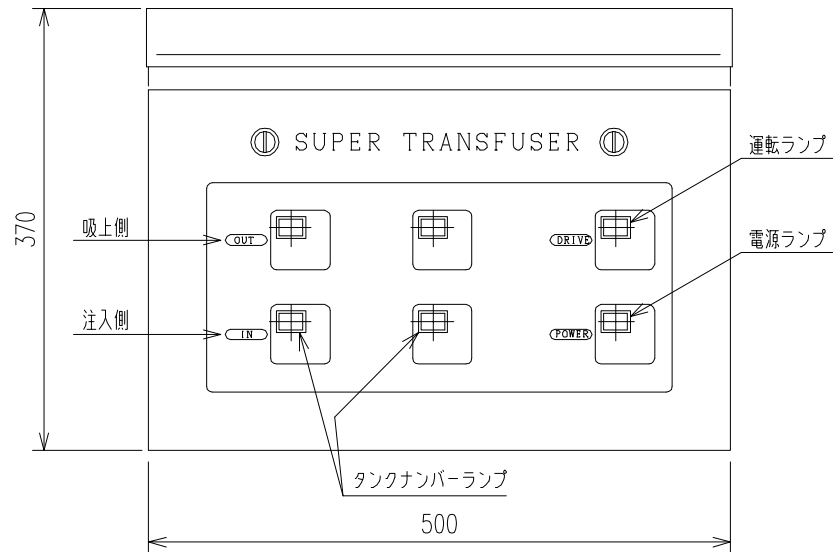 SUPER TRANSFUSER
運転ランプ
370
吸上側
OUT
DRIVE
電源ランプ
注入側
IN
POWER
タンクナンバーランプ
500